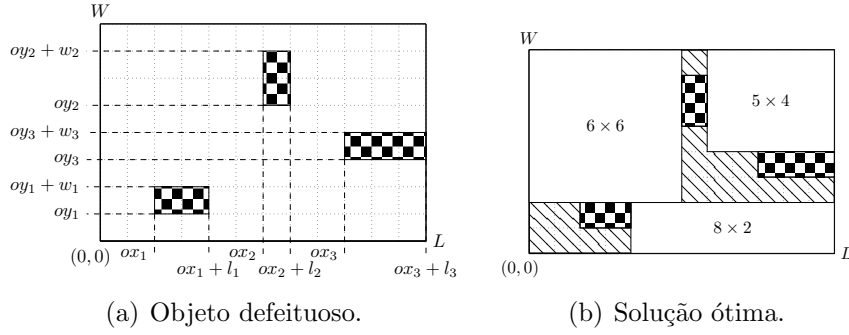 W
oy₂ + w₂
oy₂
oy₃ + w₃
oy₃
oy₁ + w₁
oy₁
(0, 0)
ox₁
ox₁ + l₁
ox₂
ox₂ + l₂
ox₃
L
ox₃ + l₃
(a) Objeto defeituoso.
W
6 × 6
5 × 4
8 × 2
(0, 0)
L
(b) Solução ótima.